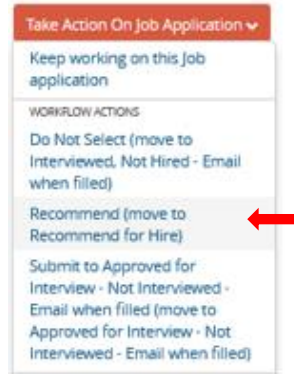 Take Action On Job Application
Keep working on this Job
application
WORKFLOW ACTIONS
Do Not Select (move to
Interviewed, Not Hired - Email
when filled)
Recommend (move to
Recommend for Hire)
Submit to Approved for
Interview - Not Interviewed -
Email when filled (move to
Approved for Interview - Not
Interviewed - Email when filled)